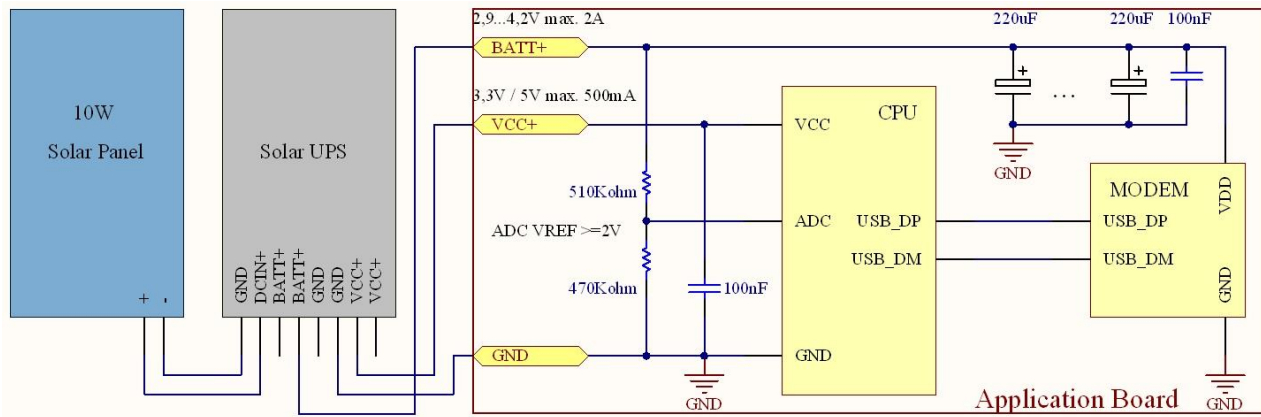 10W
Solar Panel
+
-
Solar UPS
GND
DCIN+
BATT+
BATT+
GND
GND
VCC+
VCC+
2,9...4,2V max. 2A
BATT+
3,3V / 5V max. 500mA
VCC+
510Kohm
ADC VREF >=2V
470Kohm
100nF
GND
GND
CPU
VCC
ADC
GND
USB_DP
USB_DM
220uF
220uF
100nF
+
...
+
GND
MODEM
VDD
USB_DP
USB_DM
GND
GND
Application Board